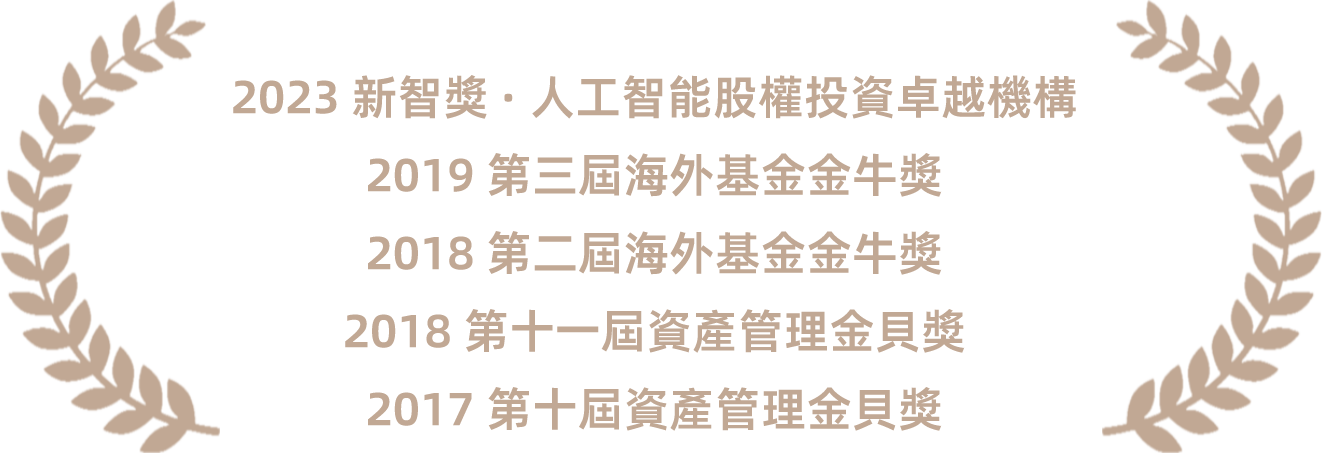 2023 新智獎 · 人工智能股權投資卓越機構
2019 第三屆海外基金金牛獎
2018 第二屆海外基金金牛獎
2018 第十一屆資產管理金貝獎
2017 第十屆資產管理金貝獎